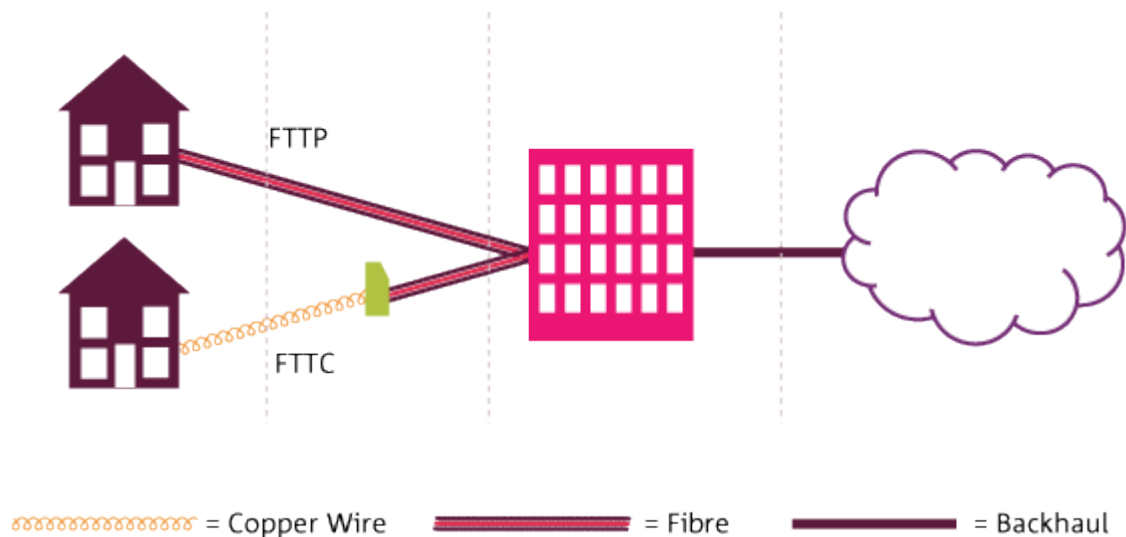 FTTP
FTTC
= Copper Wire
= Fibre
= Backhaul